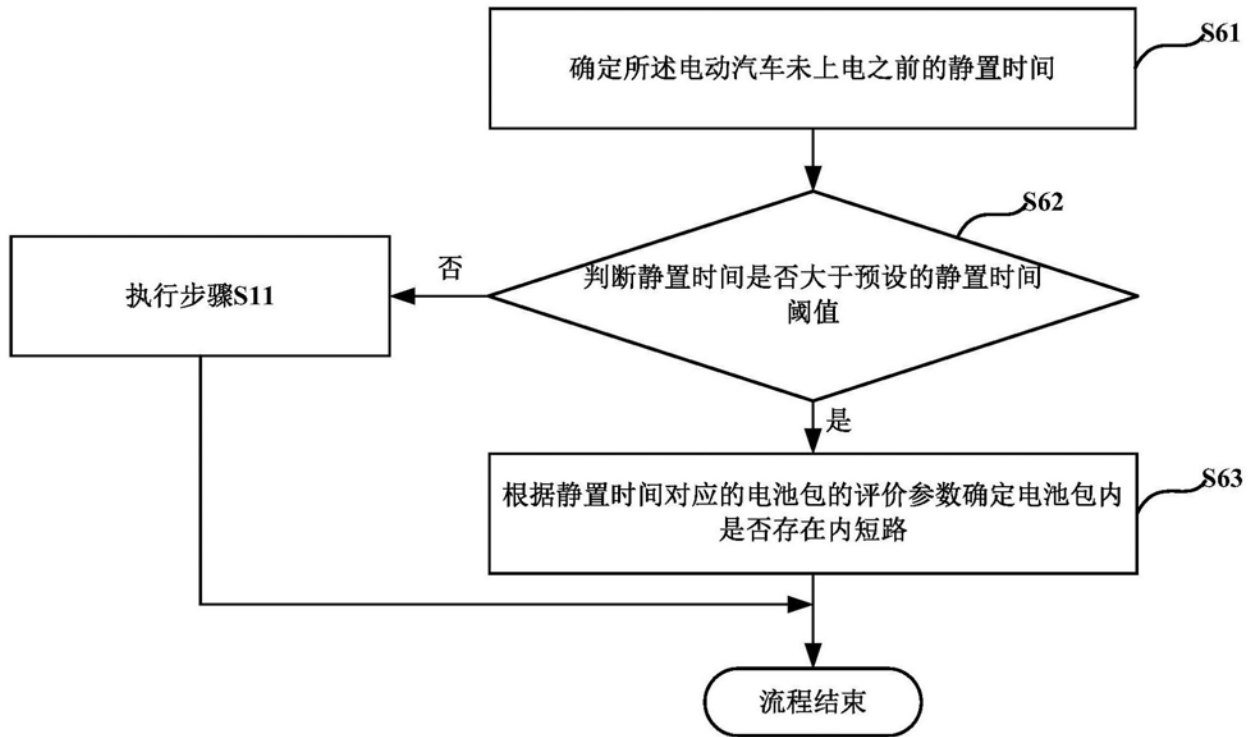 S61
确定所述电动汽车未上电之前的静置时间
S62
判断静置时间是否大于预设的静置时间
阈值
否
执行步骤S11
是
S63
根据静置时间对应的电池包的评价参数确定电池包内
是否存在内短路
流程结束